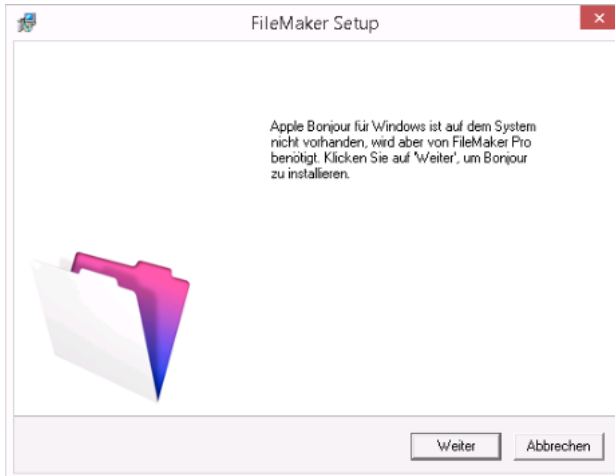 FileMaker Setup
Apple Bonjour für Windows ist auf dem System
nicht vorhanden, wird aber von FileMaker Pro
benötigt. Klicken Sie auf 'Weiter', um Bonjour
zu installieren.
Weiter
Abbrechen